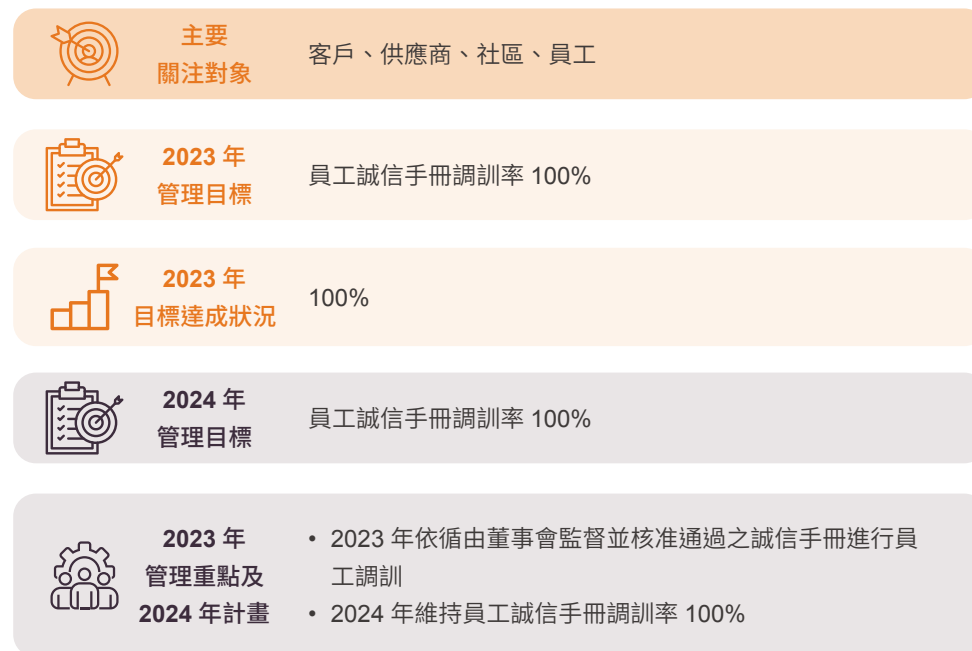 主要
關注對象
客戶、供應商、社區、員工
2023 年
管理目標
員工誠信手冊調訓率 100%
2023 年
目標達成狀況
100%
2024 年
管理目標
員工誠信手冊調訓率 100%
2023 年
管理重點及
2024 年計畫
• 2023 年依循由董事會監督並核准通過之誠信手冊進行員
工調訓
• 2024 年維持員工誠信手冊調訓率 100%